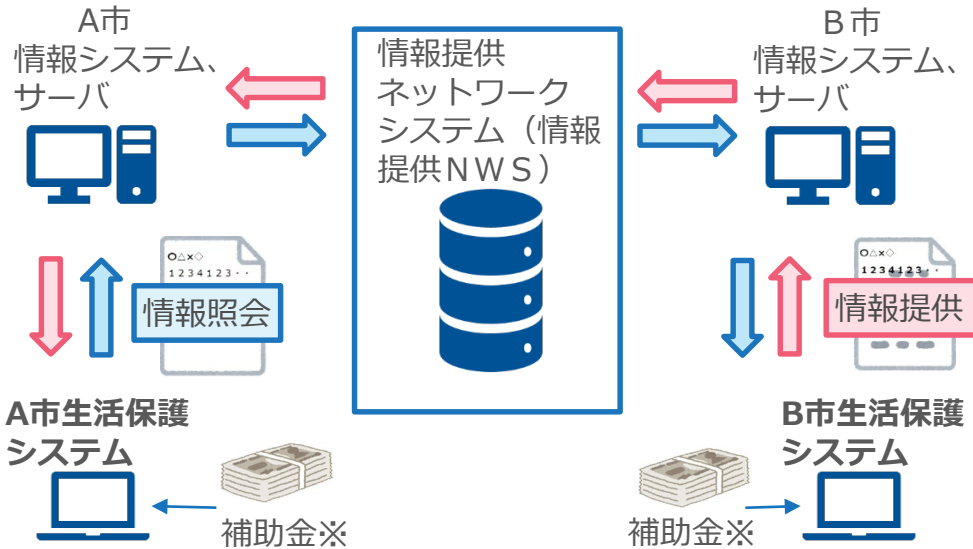 A市
情報システム、
サーバ
情報提供
ネットワーク
システム（情報
提供ＮＷＳ）
Ｂ市
情報システム、
サーバ
O△×◇
1234123・・
情報照会
O△×◇
1234123・・
情報提供
A市生活保護
システム
補助金※
B市生活保護
システム
補助金※